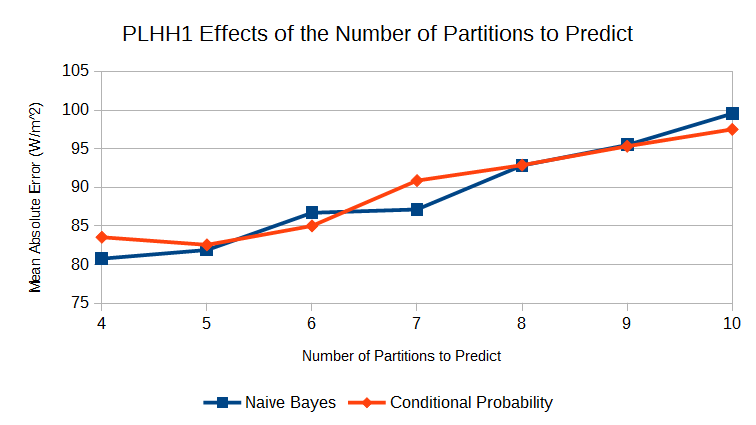 PLHH1 Effects of the Number of Partitions to Predict
Mean Absolute Error (W/m^2)
105
100
95
90
85
80
75
4 5 6 7 8 9 10
Number of Partitions to Predict
Naive Bayes Conditional Probability